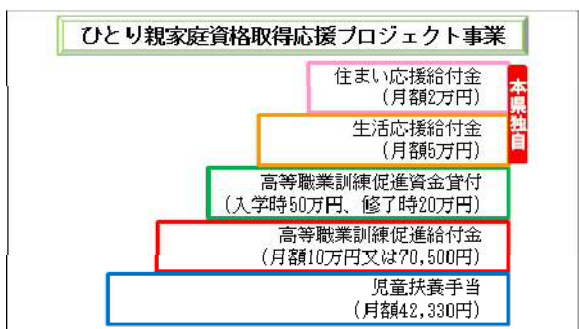 ひとり親家庭資格取得応援プロジェクト事業
住まい応援給付金
（月額2万円）
本県独自
生活応援給付金
（月額5万円）
高等職業訓練促進資金貸付
（入学時50万円、修了時20万円）
高等職業訓練促進給付金
（月額10万円又は70,500円）
児童扶養手当
（月額42,330円）